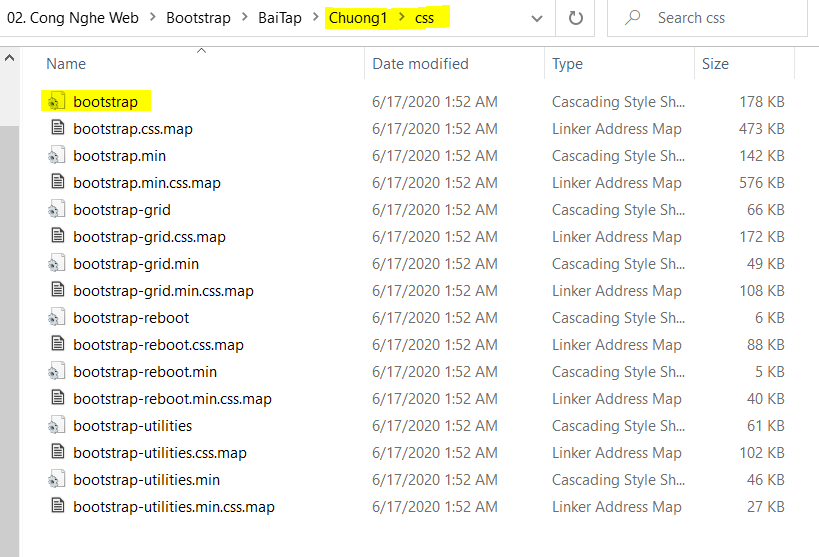 02. Cong Nghe Web > Bootstrap > BaiTap > Chuong1 > css Search css
Name Date modified Type Size
bootstrap 6/17/2020 1:52 AM Cascading Style Sh... 178 KB
bootstrap.css.map 6/17/2020 1:52 AM Linker Address Map 473 KB
bootstrap.min 6/17/2020 1:52 AM Cascading Style Sh... 142 KB
bootstrap.min.css.map 6/17/2020 1:52 AM Linker Address Map 576 KB
bootstrap-grid 6/17/2020 1:52 AM Cascading Style Sh... 66 KB
bootstrap-grid.css.map 6/17/2020 1:52 AM Linker Address Map 172 KB
bootstrap-grid.min 6/17/2020 1:52 AM Cascading Style Sh... 49 KB
bootstrap-grid.min.css.map 6/17/2020 1:52 AM Linker Address Map 108 KB
bootstrap-reboot 6/17/2020 1:52 AM Cascading Style Sh... 6 KB
bootstrap-reboot.css.map 6/17/2020 1:52 AM Linker Address Map 88 KB
bootstrap-reboot.min 6/17/2020 1:52 AM Cascading Style Sh... 5 KB
bootstrap-reboot.min.css.map 6/17/2020 1:52 AM Linker Address Map 40 KB
bootstrap-utilities 6/17/2020 1:52 AM Cascading Style Sh... 61 KB
bootstrap-utilities.css.map 6/17/2020 1:52 AM Linker Address Map 102 KB
bootstrap-utilities.min 6/17/2020 1:52 AM Cascading Style Sh... 46 KB
bootstrap-utilities.min.css.map 6/17/2020 1:52 AM Linker Address Map 27 KB